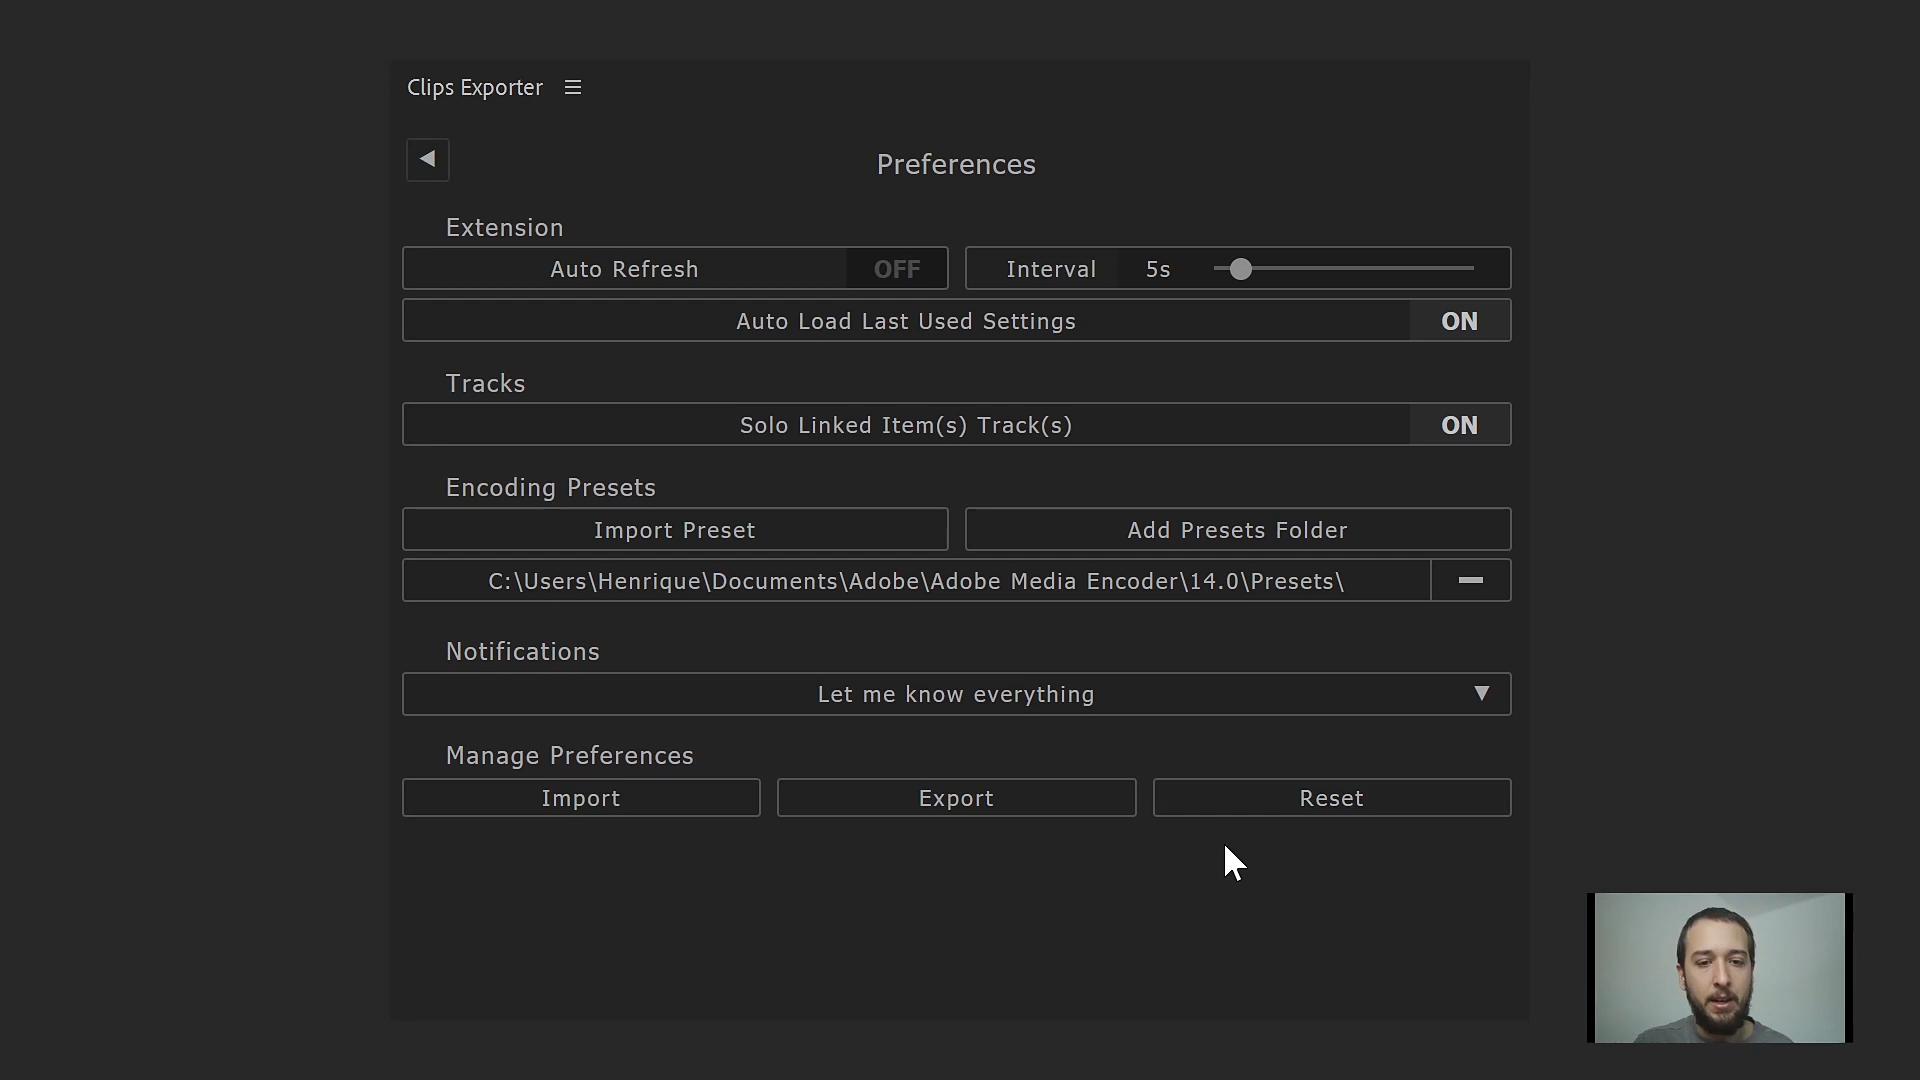 Clips Exporter
Preferences
Extension
Auto Refresh OFF Interval 5s
Auto Load Last Used Settings ON
Tracks
Solo Linked Item(s) Track(s) ON
Encoding Presets
Import Preset Add Presets Folder
C:\Users\Henrique\Documents\Adobe\Adobe Media Encoder\14.0\Presets\
Notifications
Let me know everything
Manage Preferences
Import Export Reset